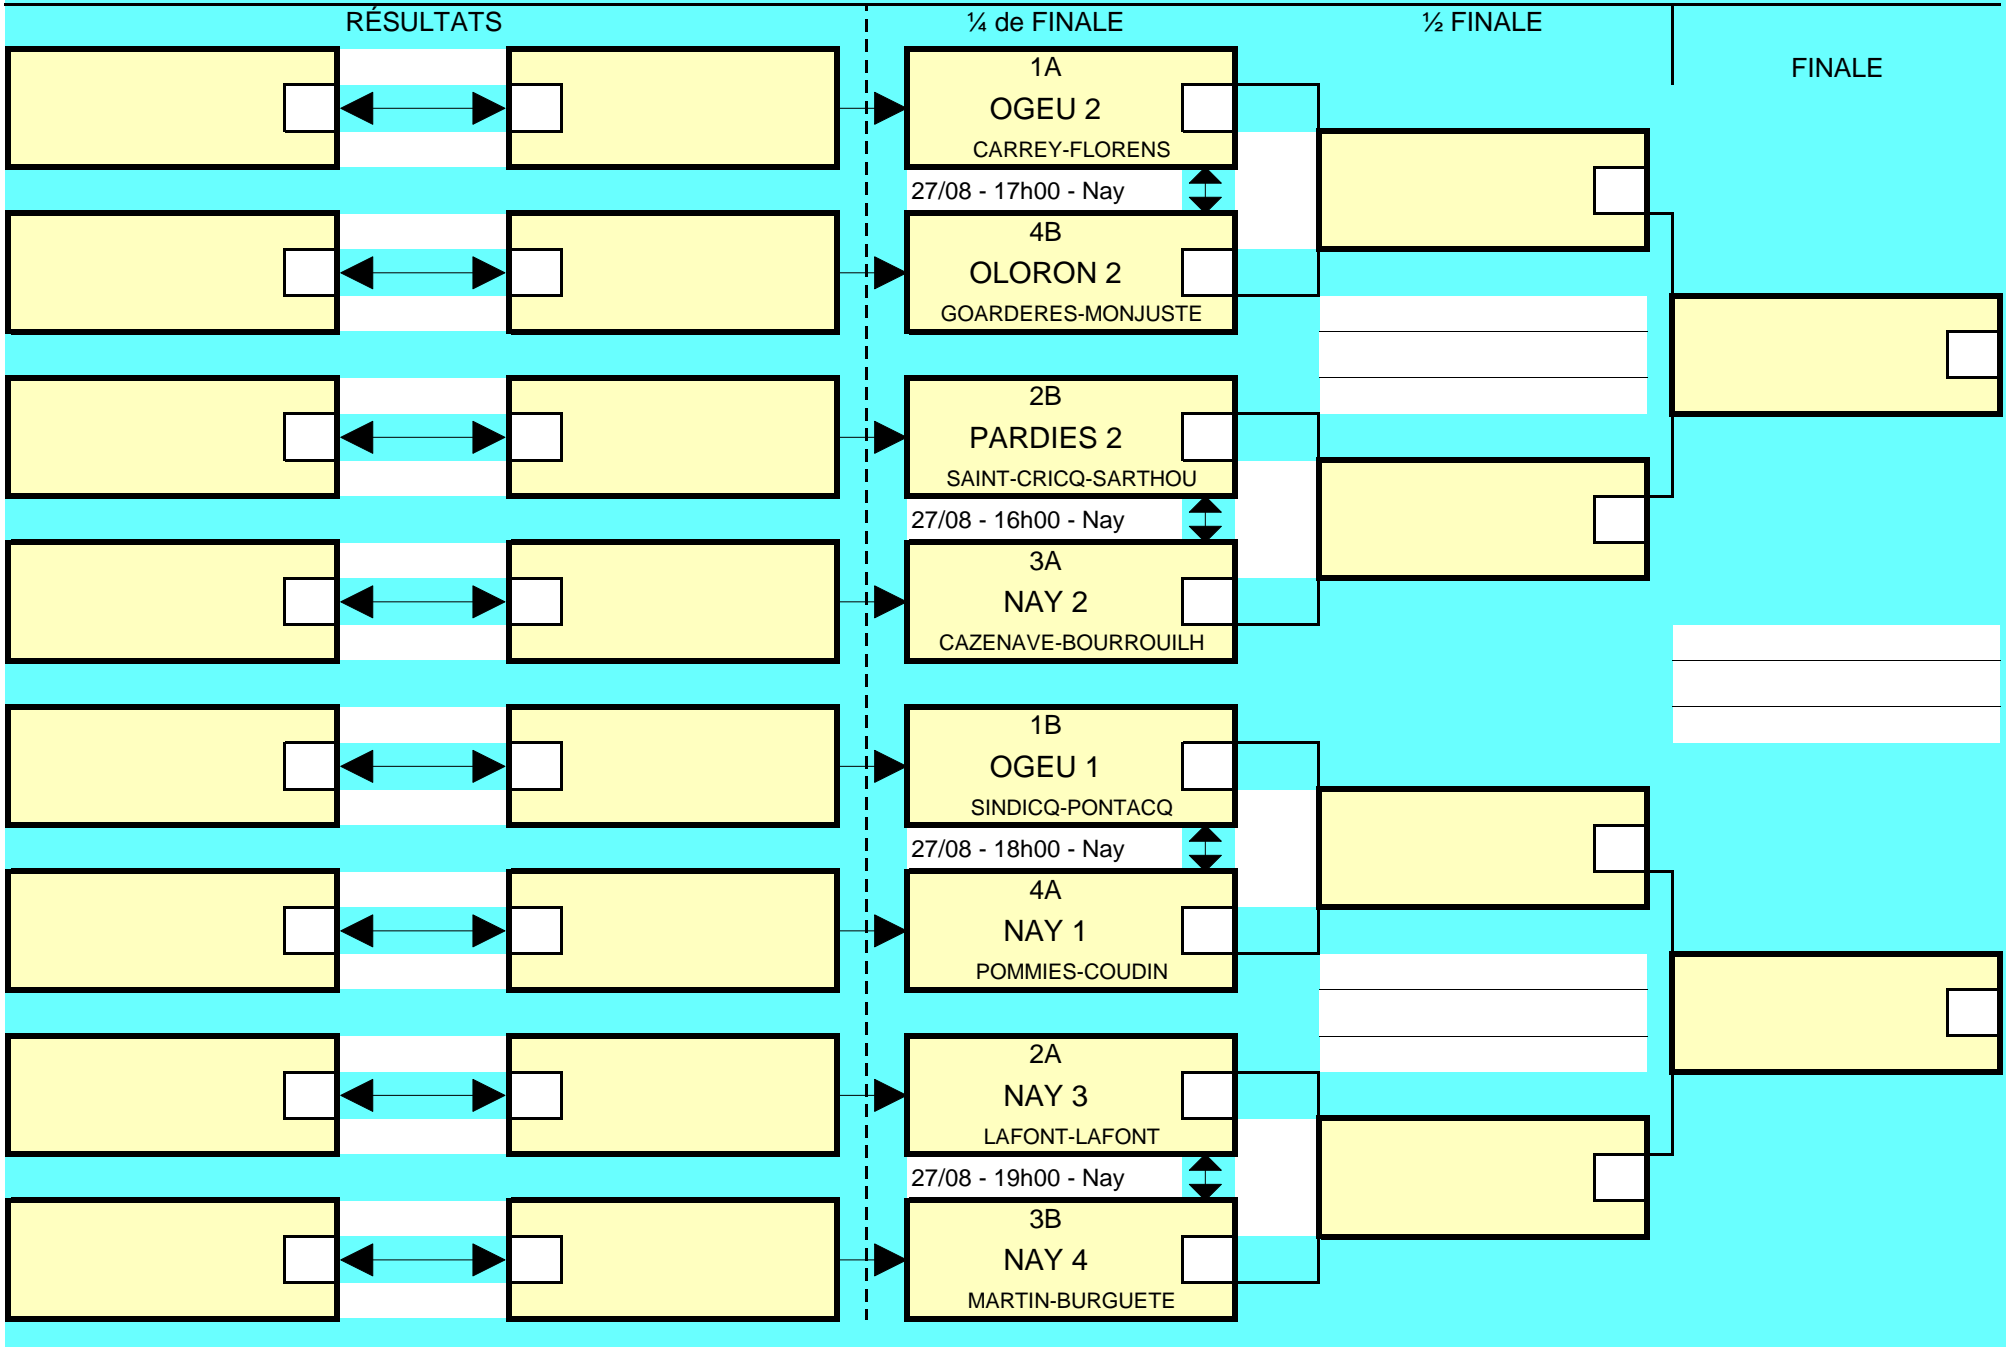 RÉSULTATS
¼ de FINALE
½ FINALE
FINALE
1A
OGEU 2
CARREY-FLORENS
27/08 - 17h00 - Nay
4B
OLORON 2
GOARDERES-MONJUSTE
2B
PARDIES 2
SAINT-CRICQ-SARTHOU
27/08 - 16h00 - Nay
3A
NAY 2
CAZENAVE-BOURROUILH
1B
OGEU 1
SINDICQ-PONTACQ
27/08 - 18h00 - Nay
4A
NAY 1
POMMIES-COUDIN
2A
NAY 3
LAFONT-LAFONT
27/08 - 19h00 - Nay
3B
NAY 4
MARTIN-BURGUETE